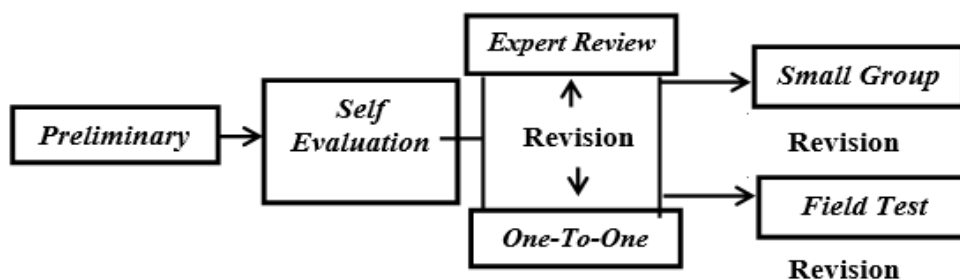 Preliminary
Self
Evaluation
Expert Review
Revision
One-To-One
Small Group
Revision
Field Test
Revision